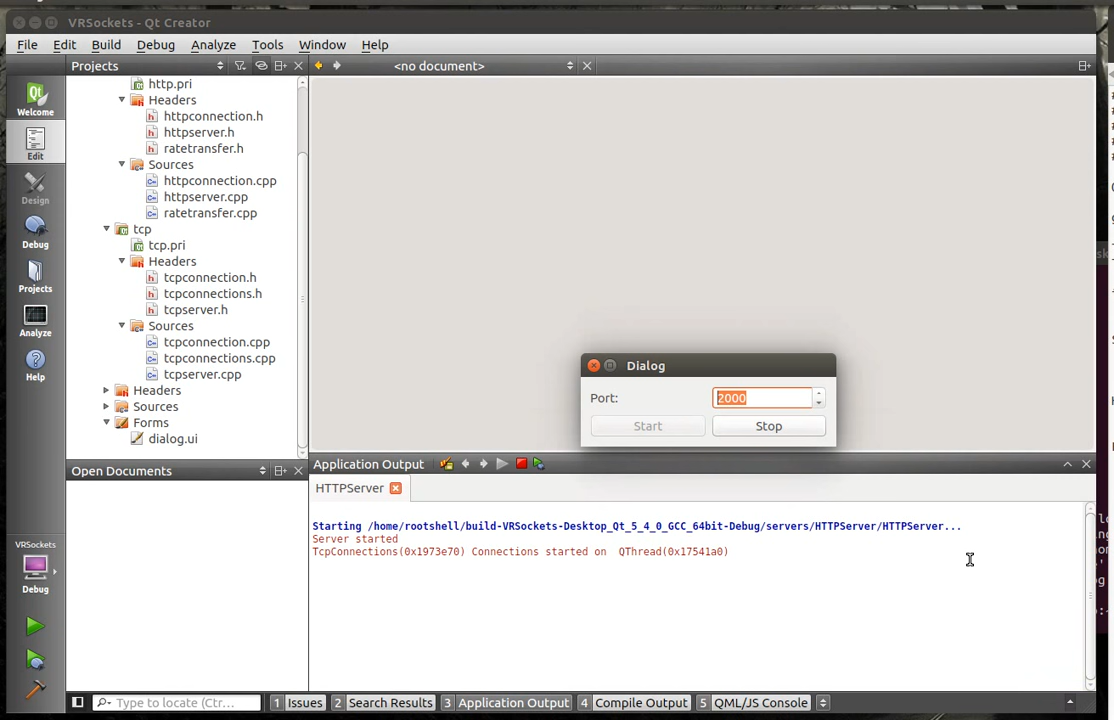 VRSockets - Qt Creator
File Edit Build Debug Analyze Tools Window Help
Projects
<no document>
Welcome
Edit
Design
Debug
Projects
Analyze
Help
http.pri
Headers
httpconnection.h
httpserver.h
ratetransfer.h
Sources
httpconnection.cpp
httpserver.cpp
ratetransfer.cpp
tcp
tcp.pri
Headers
tcpconnection.h
tcpconnections.h
tcpserver.h
Sources
tcpconnection.cpp
tcpconnections.cpp
tcpserver.cpp
Headers
Sources
Forms
dialog.ui
Open Documents
Dialog
Port: 2000
Start Stop
Application Output
HTTPServer
Starting /home/rootshell/build-VRSockets-Desktop_Qt_5_4_0_GCC_64bit-Debug/servers/HTTPServer/HTTPServer...
Server started
TcpConnections(0x1973e70) Connections started on QThread(0x17541a0)
VRSockets
Debug
Type to locate (Ctr...
1 Issues 2 Search Results 3 Application Output 4 Compile Output 5 QML/JS Console